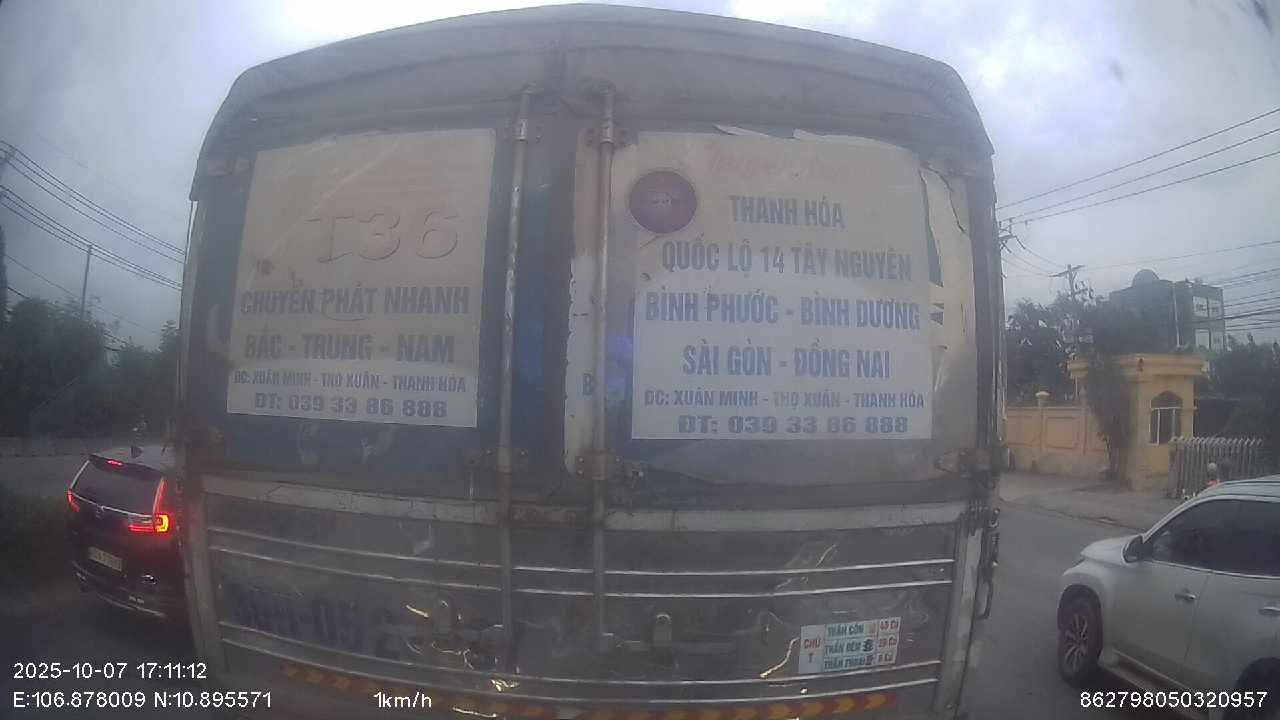 T36
CHUYỂN PHÁT NHANH
BẮC - TRUNG - NAM
ĐC: XUÂN MINH - THỌ XUÂN - THANH HÓA
ĐT: 039 33 86 888
THANH HÓA
QUỐC LỘ 14 TÂY NGUYÊN
BÌNH PHƯỚC - BÌNH DƯƠNG
SÀI GÒN - ĐỒNG NAI
ĐC: XUÂN MINH - THỌ XUÂN - THANH HÓA
ĐT: 039 33 86 888
CHÚ Ý
2025-10-07 17:11:12
E:106.878009 N:10.895571
1km/h
862798050320957